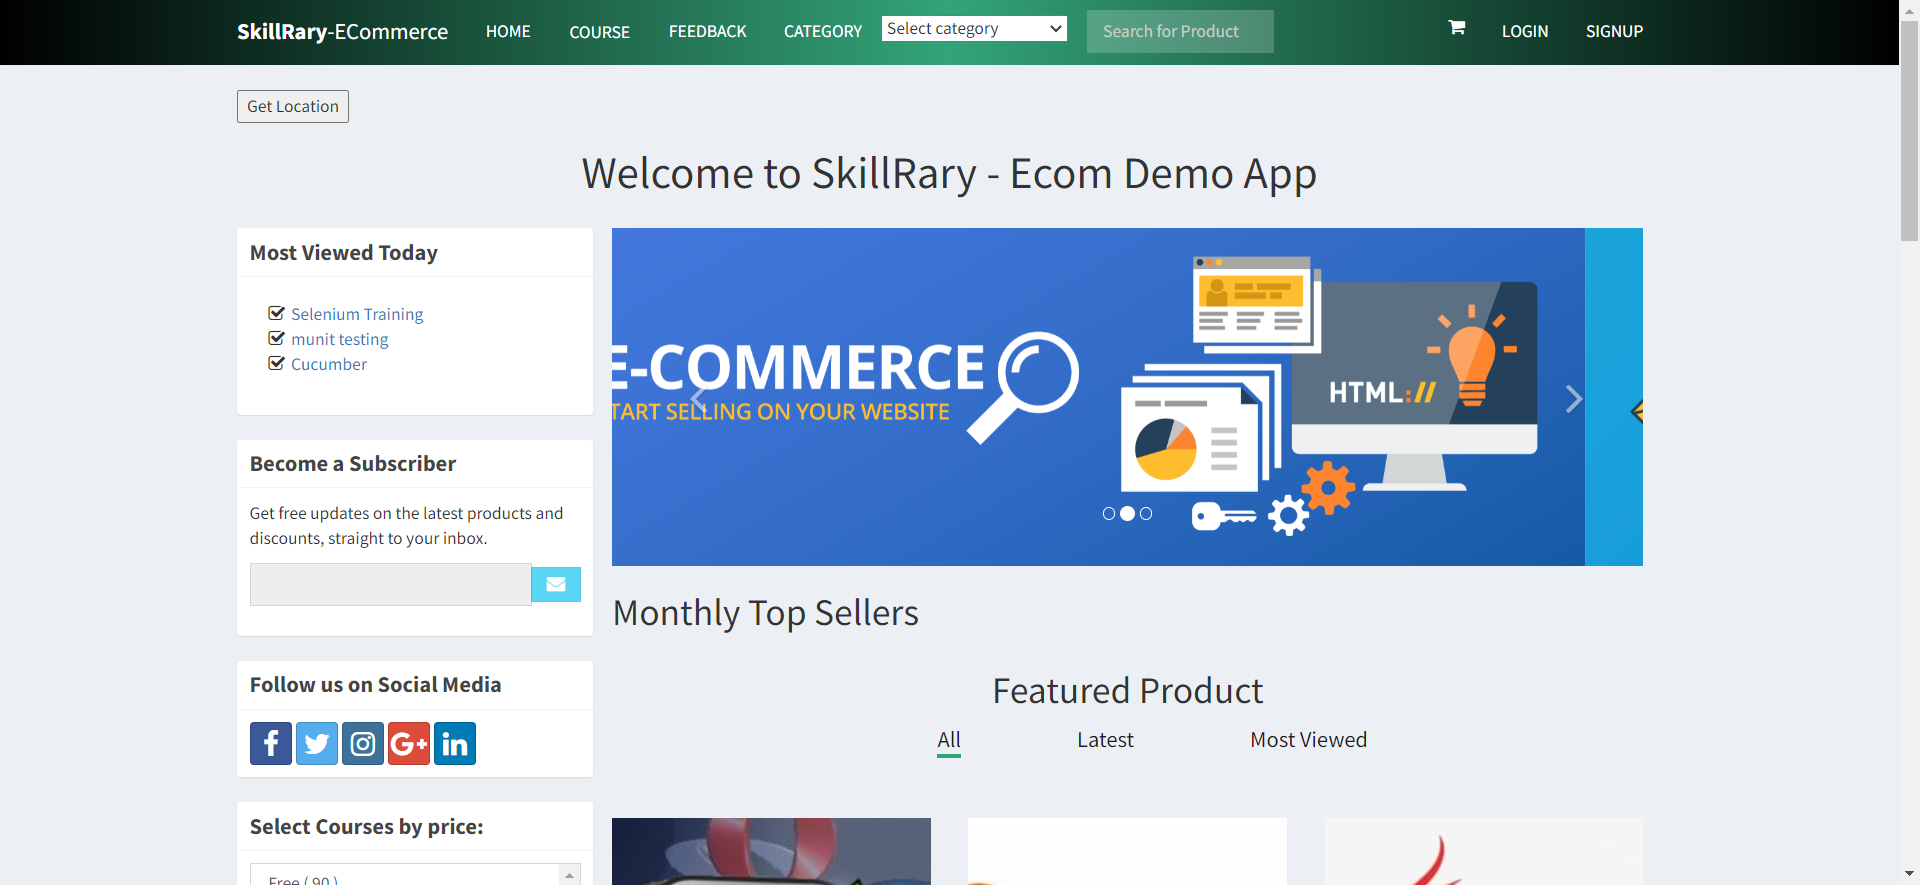 SkillRary-ECommerce HOME COURSE FEEDBACK CATEGORY Select category Search for Product LOGIN SIGNUP
Get Location
Welcome to SkillRary - Ecom Demo App
Most Viewed Today
Selenium Training
munit testing
Cucumber
Become a Subscriber
Get free updates on the latest products and
discounts, straight to your inbox.
Follow us on Social Media
f G+ in
Select Courses by price:
Free ( 90 )
E-COMMERCE
TART SELLING ON YOUR WEBSITE
HTML://
Monthly Top Sellers
Featured Product
All Latest Most Viewed